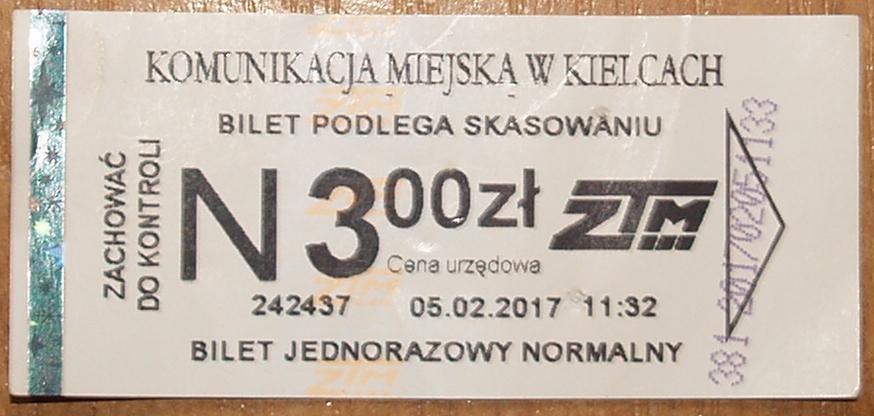 KOMUNIKACJA MIEJSKA W KIELCACH
BILET PODLEGA SKASOWANIU
ZACHOWAĆ
DO KONTROLI
N 3 00 zł
ZTM
Cena urzędowa
242437 05.02.2017 11:32
BILET JEDNORAZOWY NORMALNY